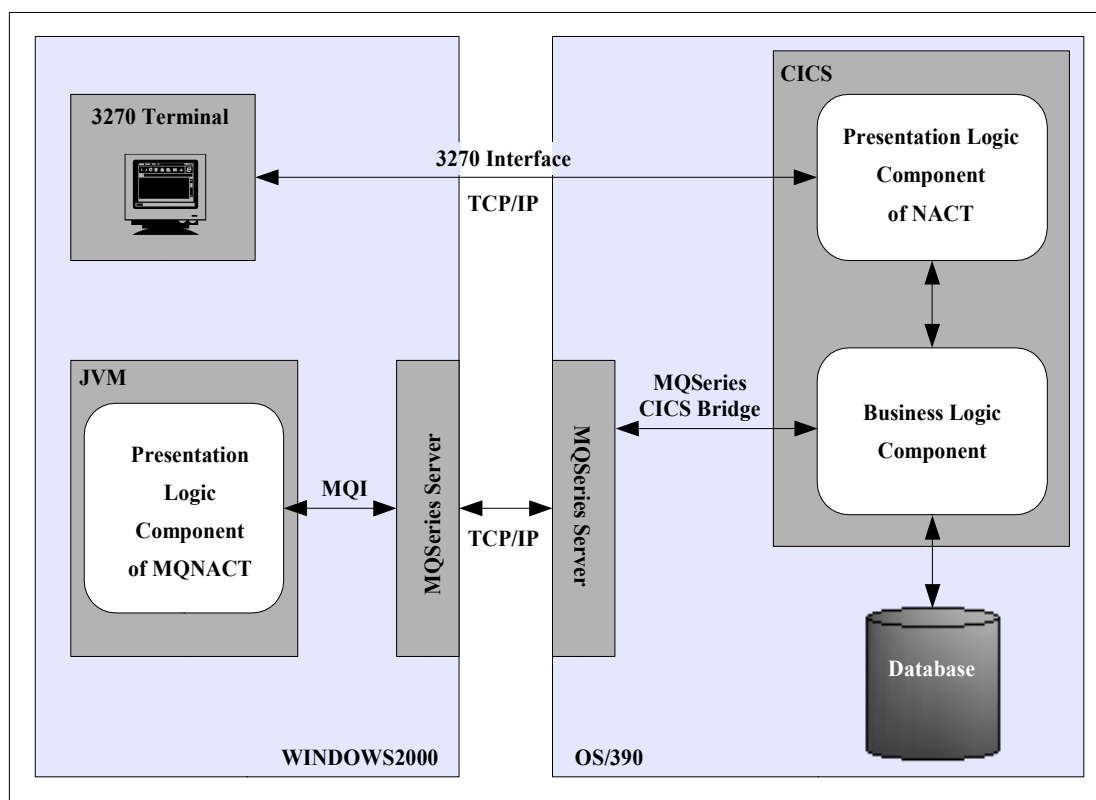 CICS
3270 Terminal
Presentation Logic
Component
of NACT
3270 Interface
TCP/IP
JVM
Presentation
Logic
Component
of MQNACT
MQI
MQSeries Server
TCP/IP
MQSeries Server
MQSeries
CICS Bridge
Business Logic
Component
Database
WINDOWS2000
OS/390